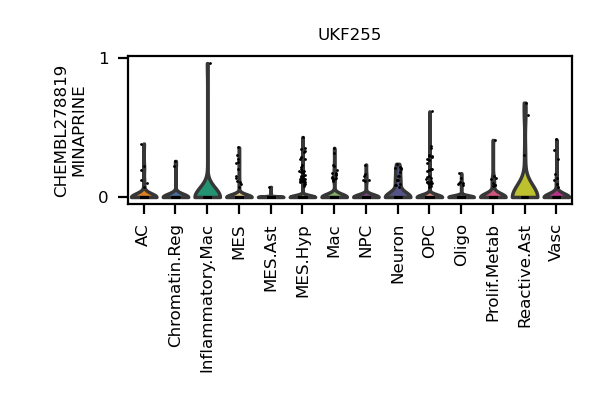 UKF255
CHEMBL278819
MINAPRINE
1
0
AC
Chromatin.Reg
Inflammatory.Mac
MES
MES.Ast
MES.Hyp
Mac
NPC
Neuron
OPC
Oligo
Prolif.Metab
Reactive.Ast
Vasc